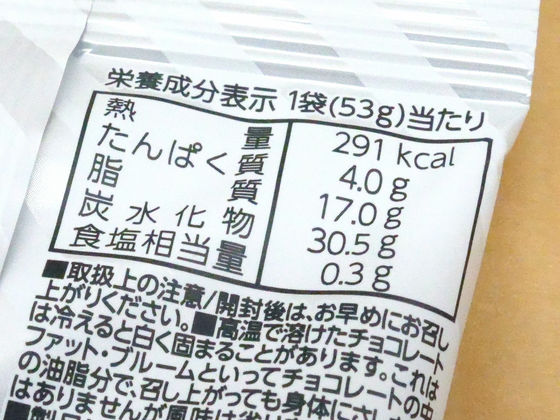 栄養成分表示 1袋(53g)当たり
熱量 291 kcal
たんぱく質 4.0 g
脂質 17.0 g
炭水化物 30.5 g
食塩相当量 0.3 g
■取扱上の注意/開封後は、お早めにお召し
上がりください。■高温で溶けたチョコレート
は冷えると白く固まることがあります。これは
ファット・ブルームといってチョコレートの中
の油脂分で、召し上がっても身体にさ
はありませんが風味は